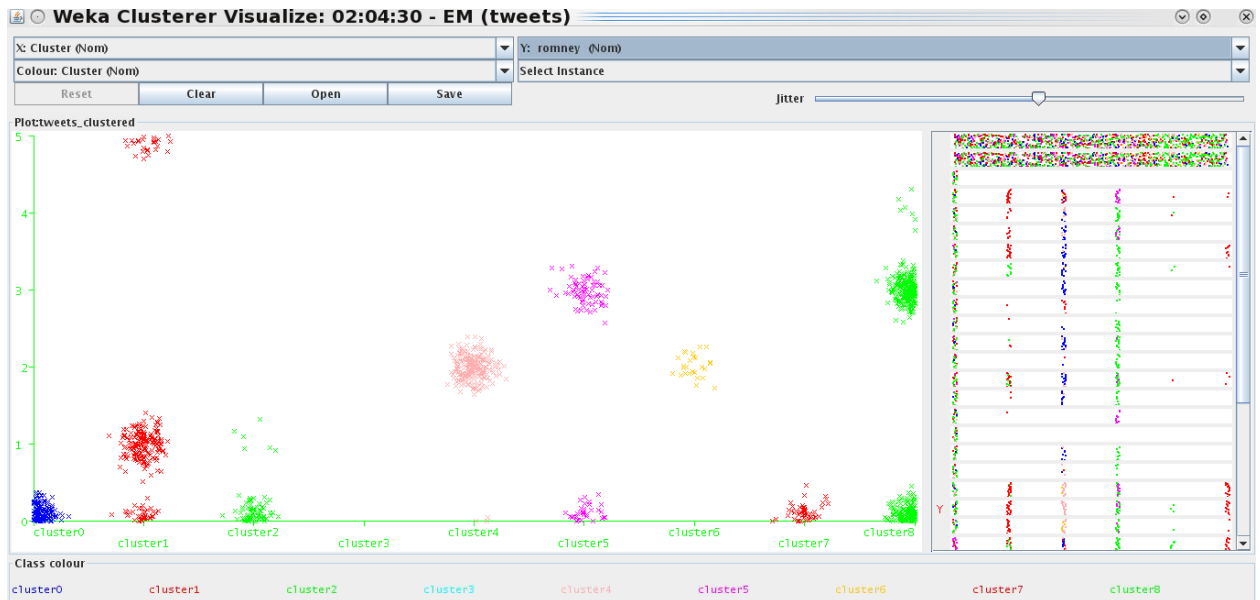 Weka Clusterer Visualize: 02:04:30 - EM (tweets)
X: Cluster (Nom) Y: romney (Nom)
Colour: Cluster (Nom) Select Instance
Reset Clear Open Save Jitter
Plot:tweets_clustered
5
4
3
2
1
0
Y
cluster0 cluster2 cluster4 cluster6 cluster8
cluster1 cluster3 cluster5 cluster7
Class colour
cluster0 cluster1 cluster2 cluster3 cluster4 cluster5 cluster6 cluster7 cluster8